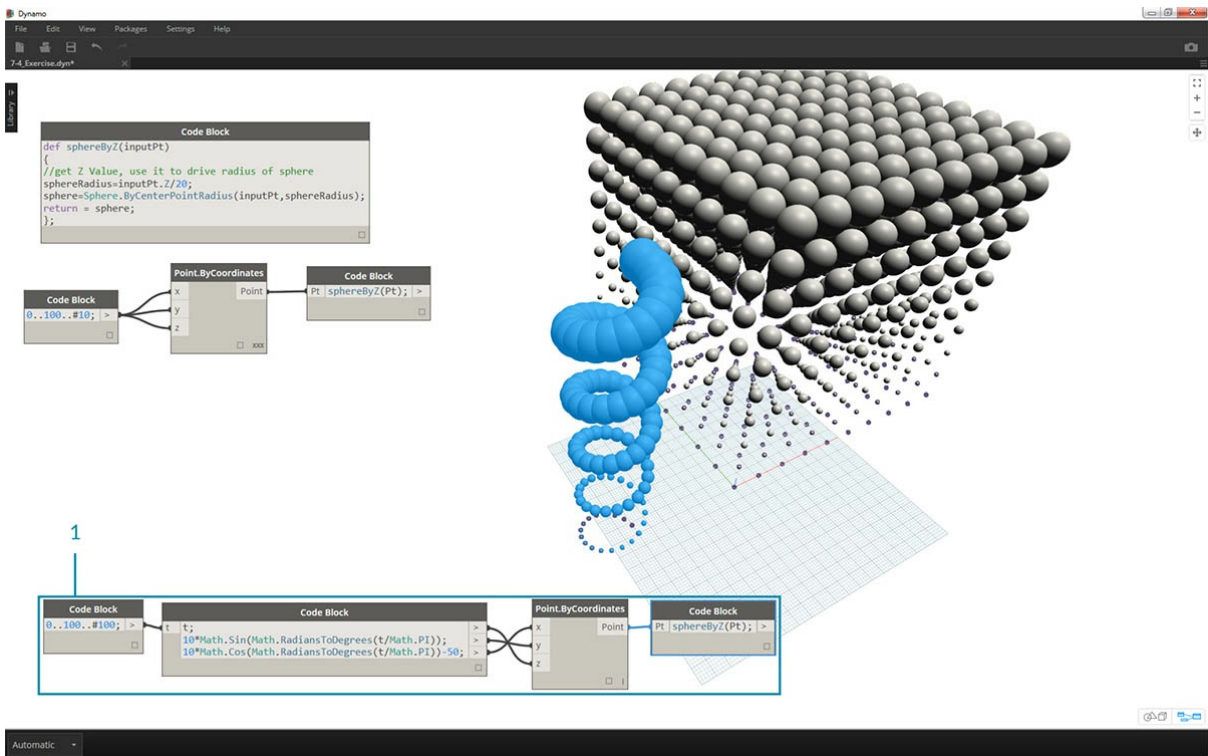 Dynamo
File Edit View Packages Settings Help
7-4_Exercise.dyn*
Library
Code Block
def sphereByZ(inputPt)
{
//get Z Value, use it to drive radius of sphere
sphereRadius=inputPt.Z/20;
sphere=Sphere.ByCenterPointRadius(inputPt,sphereRadius);
return = sphere;
};
Code Block
0..100..#10; >
Point.ByCoordinates
x Point
y
z
xxx
Code Block
Pt sphereByZ(Pt); >
1
Code Block
0..100..#100; >
Code Block
t t; >
10*Math.Sin(Math.RadiansToDegrees(t/Math.PI)); >
10*Math.Cos(Math.RadiansToDegrees(t/Math.PI))-50; >
Point.ByCoordinates
x Point
y
z
l
Code Block
Pt sphereByZ(Pt); >
Automatic